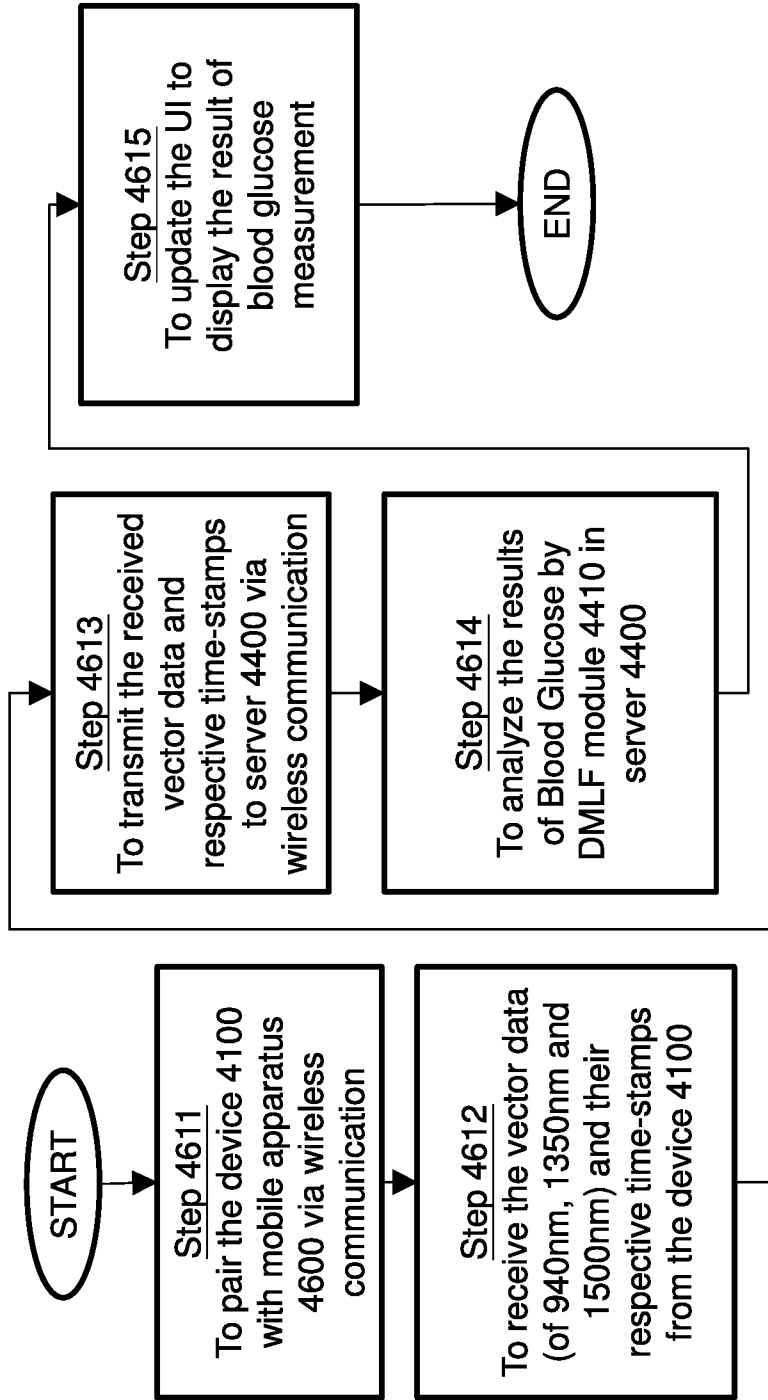 START
Step 4611
To pair the device 4100
with mobile apparatus
4600 via wireless
communication
Step 4612
To receive the vector data
(of 940nm, 1350nm and
1500nm) and their
respective time-stamps
from the device 4100
Step 4613
To transmit the received
vector data and
respective time-stamps
to server 4400 via
wireless communication
Step 4614
To analyze the results
of Blood Glucose by
DMLF module 4410 in
server 4400
Step 4615
To update the UI to
display the result of
blood glucose
measurement
END